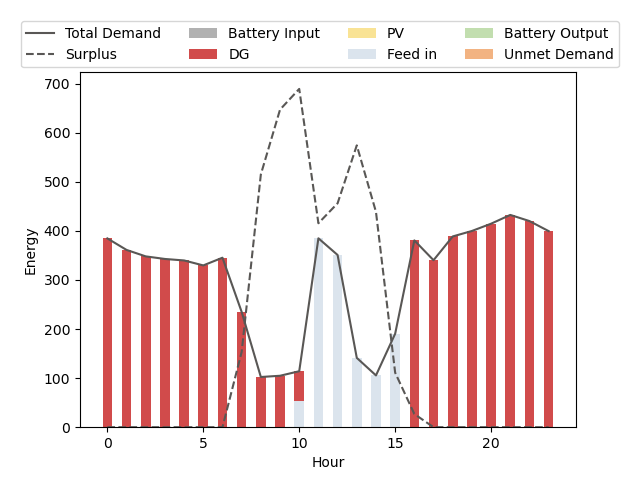 Total Demand Battery Input PV Battery Output
Surplus DG Feed in Unmet Demand
700
600
500
400
300
200
100
0
Energy
0 5 10 15 20
Hour